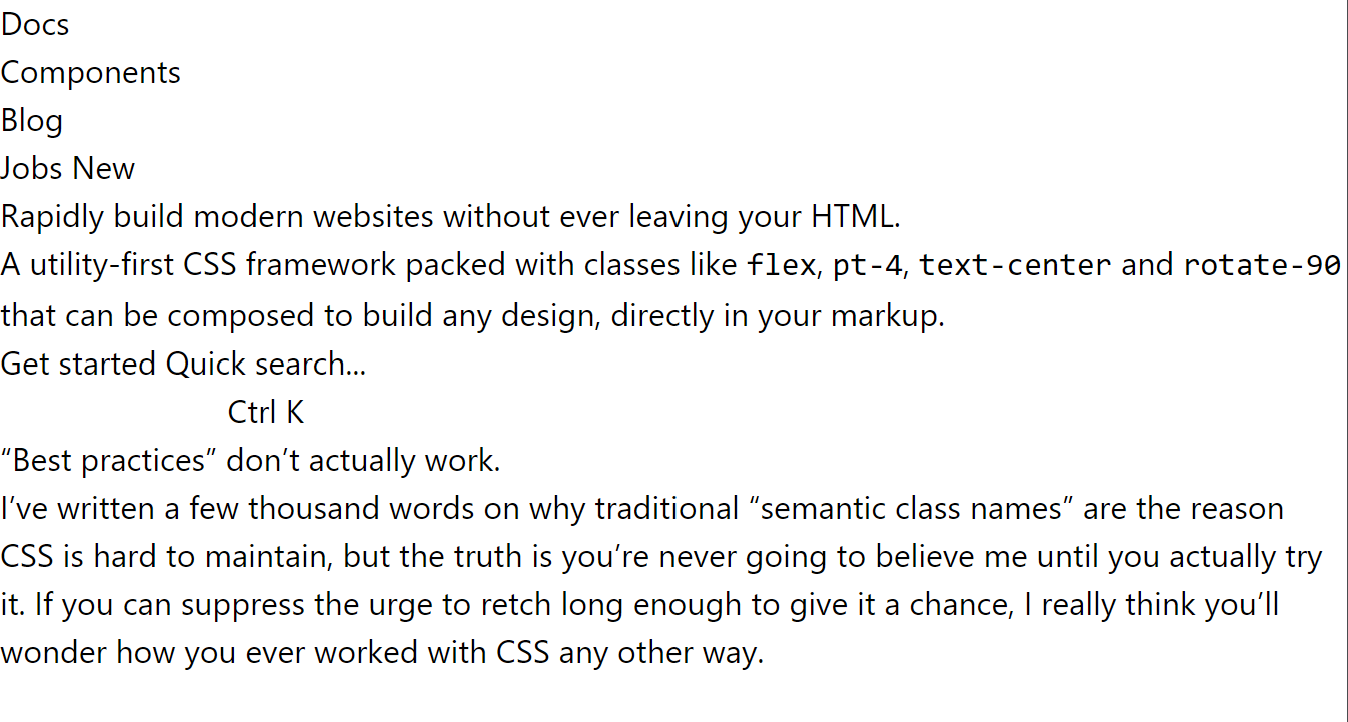 Docs
Components
Blog
Jobs New
Rapidly build modern websites without ever leaving your HTML.
A utility-first CSS framework packed with classes like flex, pt-4, text-center and rotate-90
that can be composed to build any design, directly in your markup.
Get started Quick search...
Ctrl K
“Best practices” don’t actually work.
I’ve written a few thousand words on why traditional “semantic class names” are the reason
CSS is hard to maintain, but the truth is you’re never going to believe me until you actually try
it. If you can suppress the urge to retch long enough to give it a chance, I really think you’ll
wonder how you ever worked with CSS any other way.